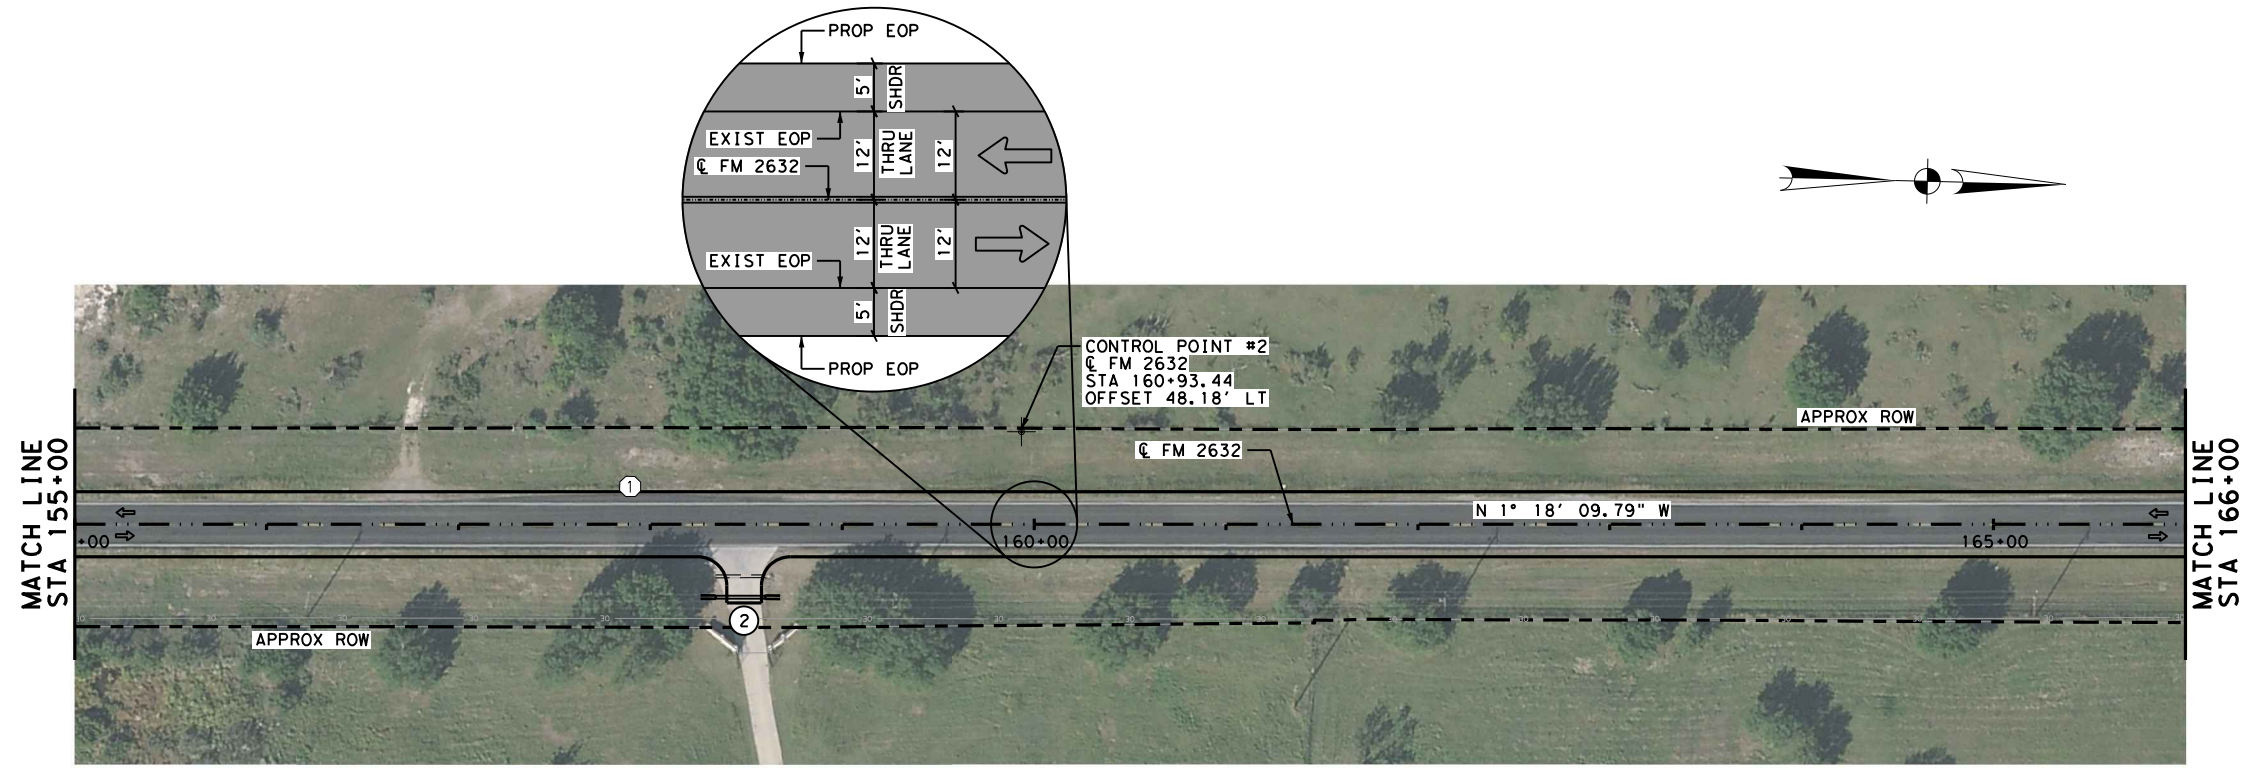 PROP EOP
5'
SHDR
EXIST EOP
12'
THRU
LANE
12'
℄ FM 2632
12'
THRU
LANE
12'
EXIST EOP
5'
SHDR
PROP EOP
CONTROL POINT #2
℄ FM 2632
STA 160+93.44
OFFSET 48.18' LT
APPROX ROW
℄ FM 2632
1
N 1° 18' 09.79" W
MATCH LINE
STA 155+00
+00
160+00
165+00
MATCH LINE
STA 166+00
2
APPROX ROW